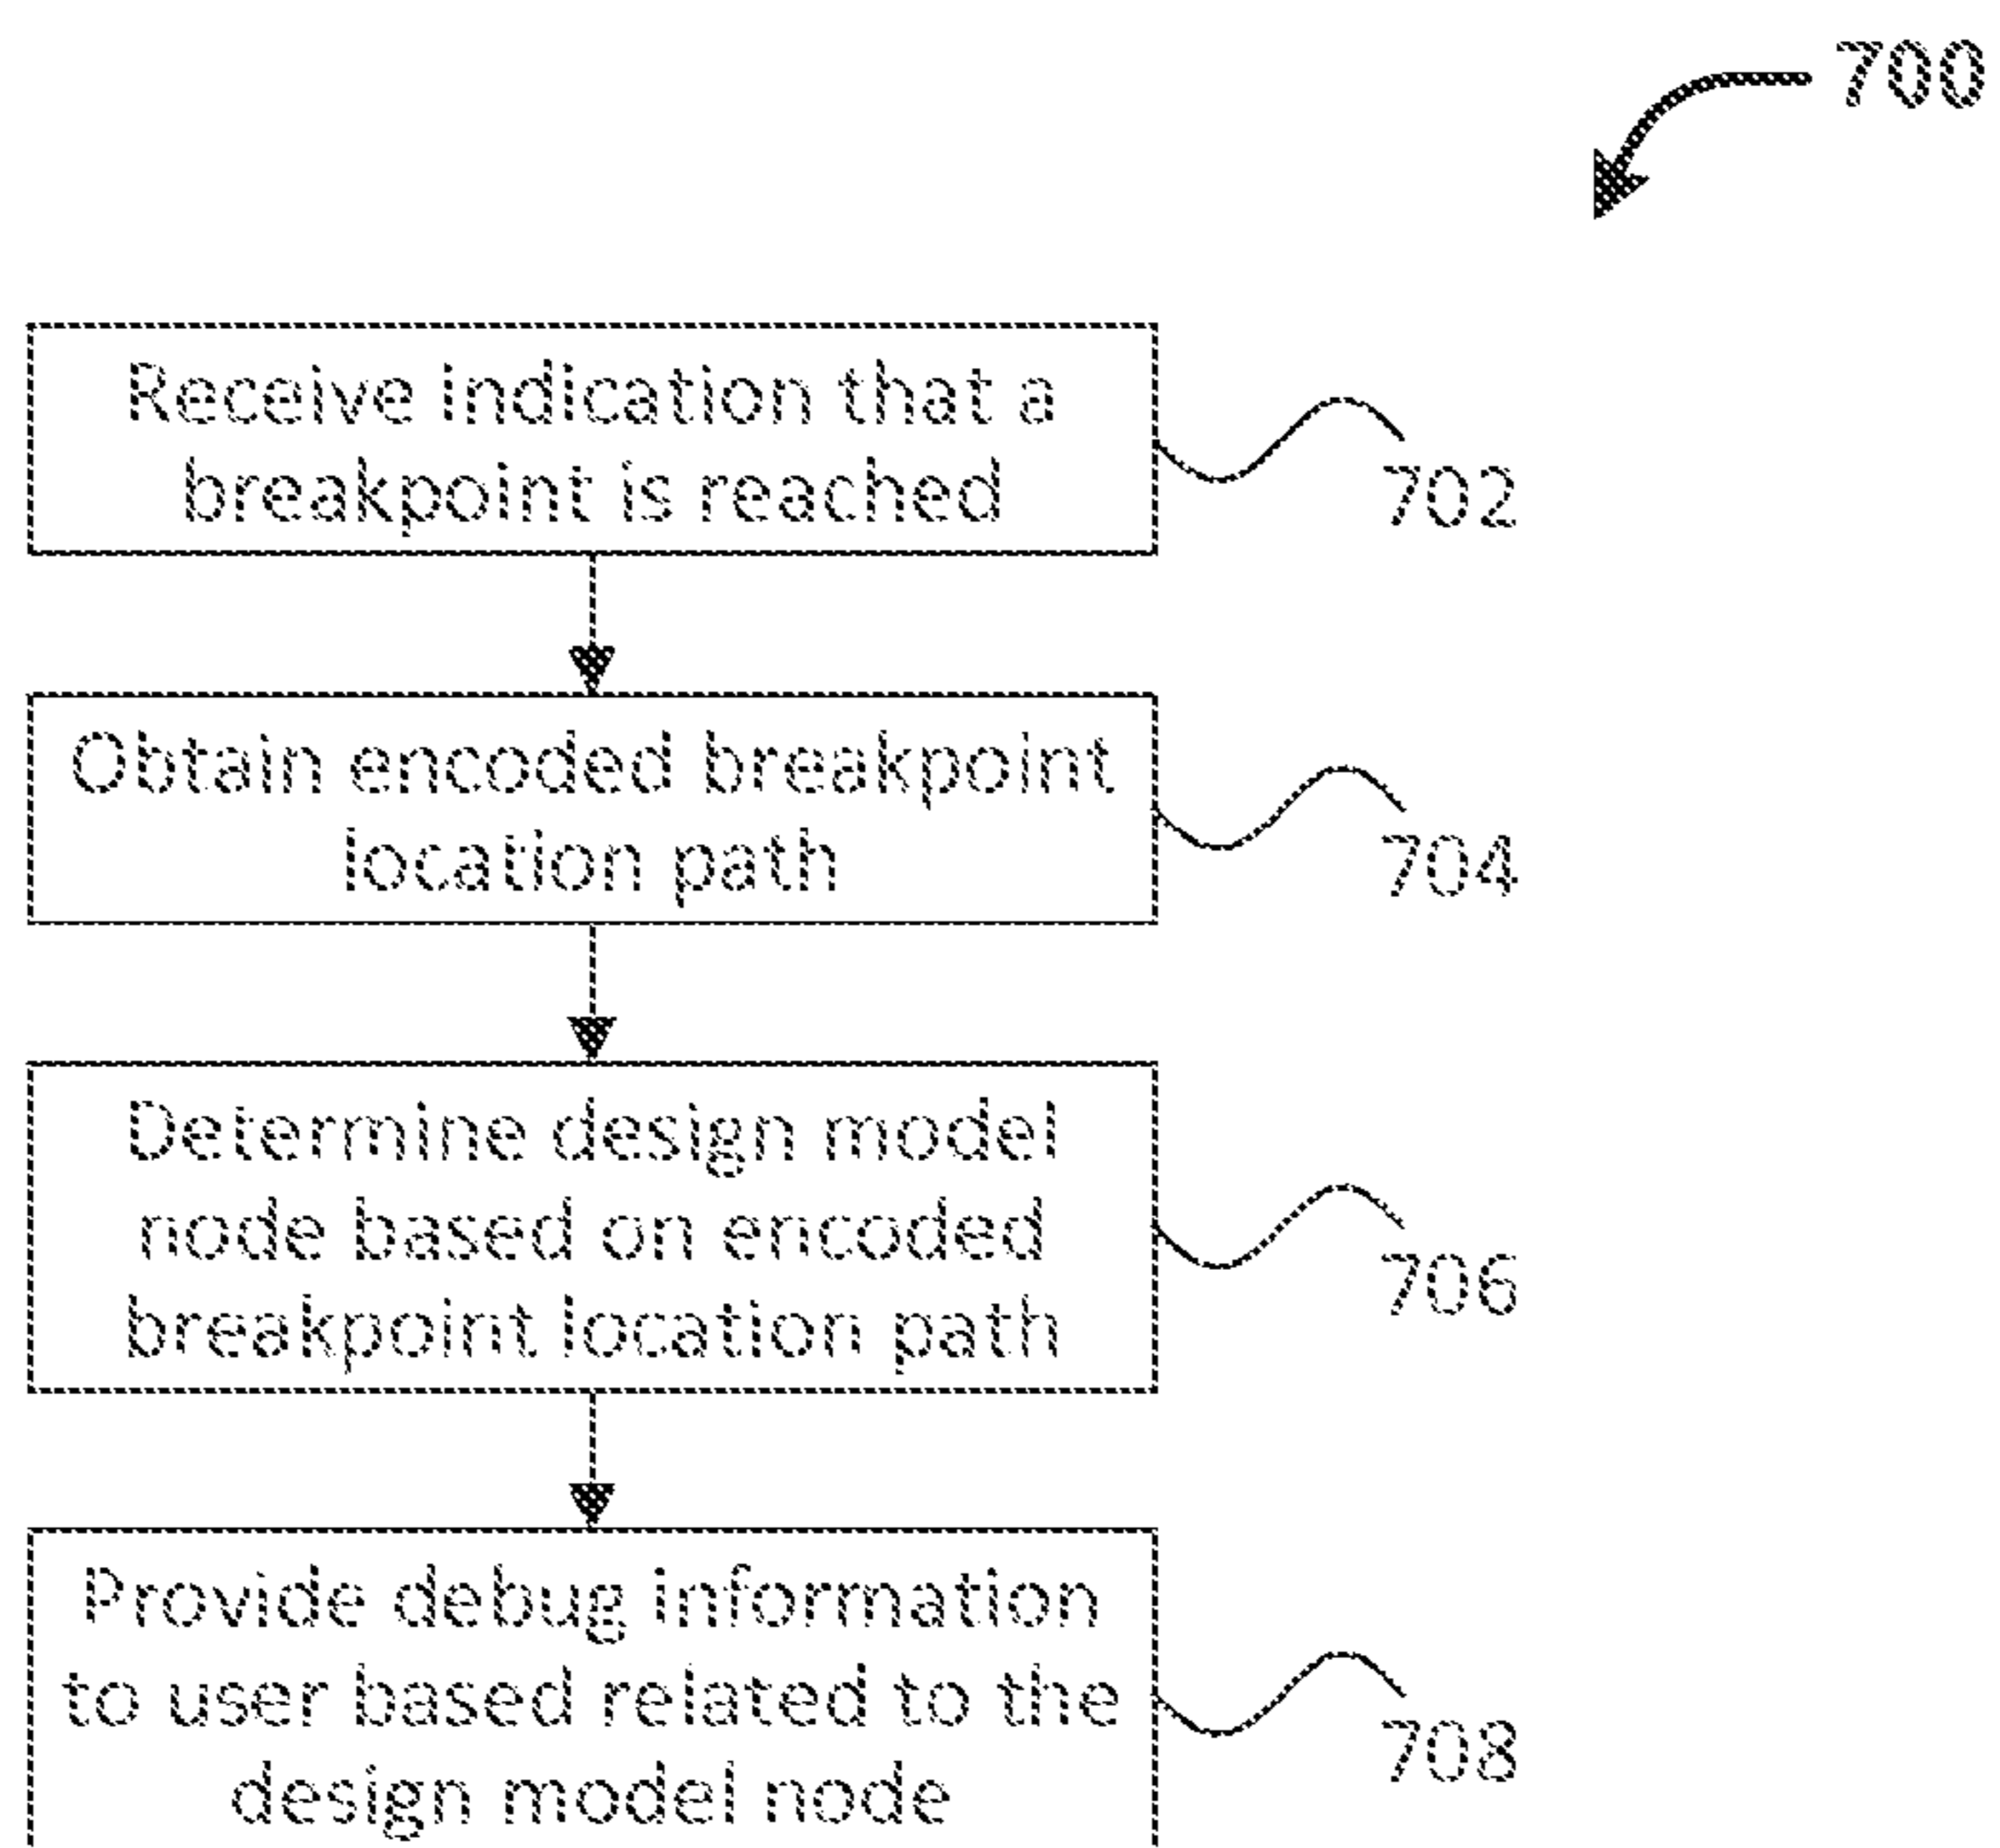 700
Receive indication that a
breakpoint is reached
702
Obtain encoded breakpoint
location path
704
Determine design model
node based on encoded
breakpoint location path
706
Provide debug information
to user based related to the
design model node
708